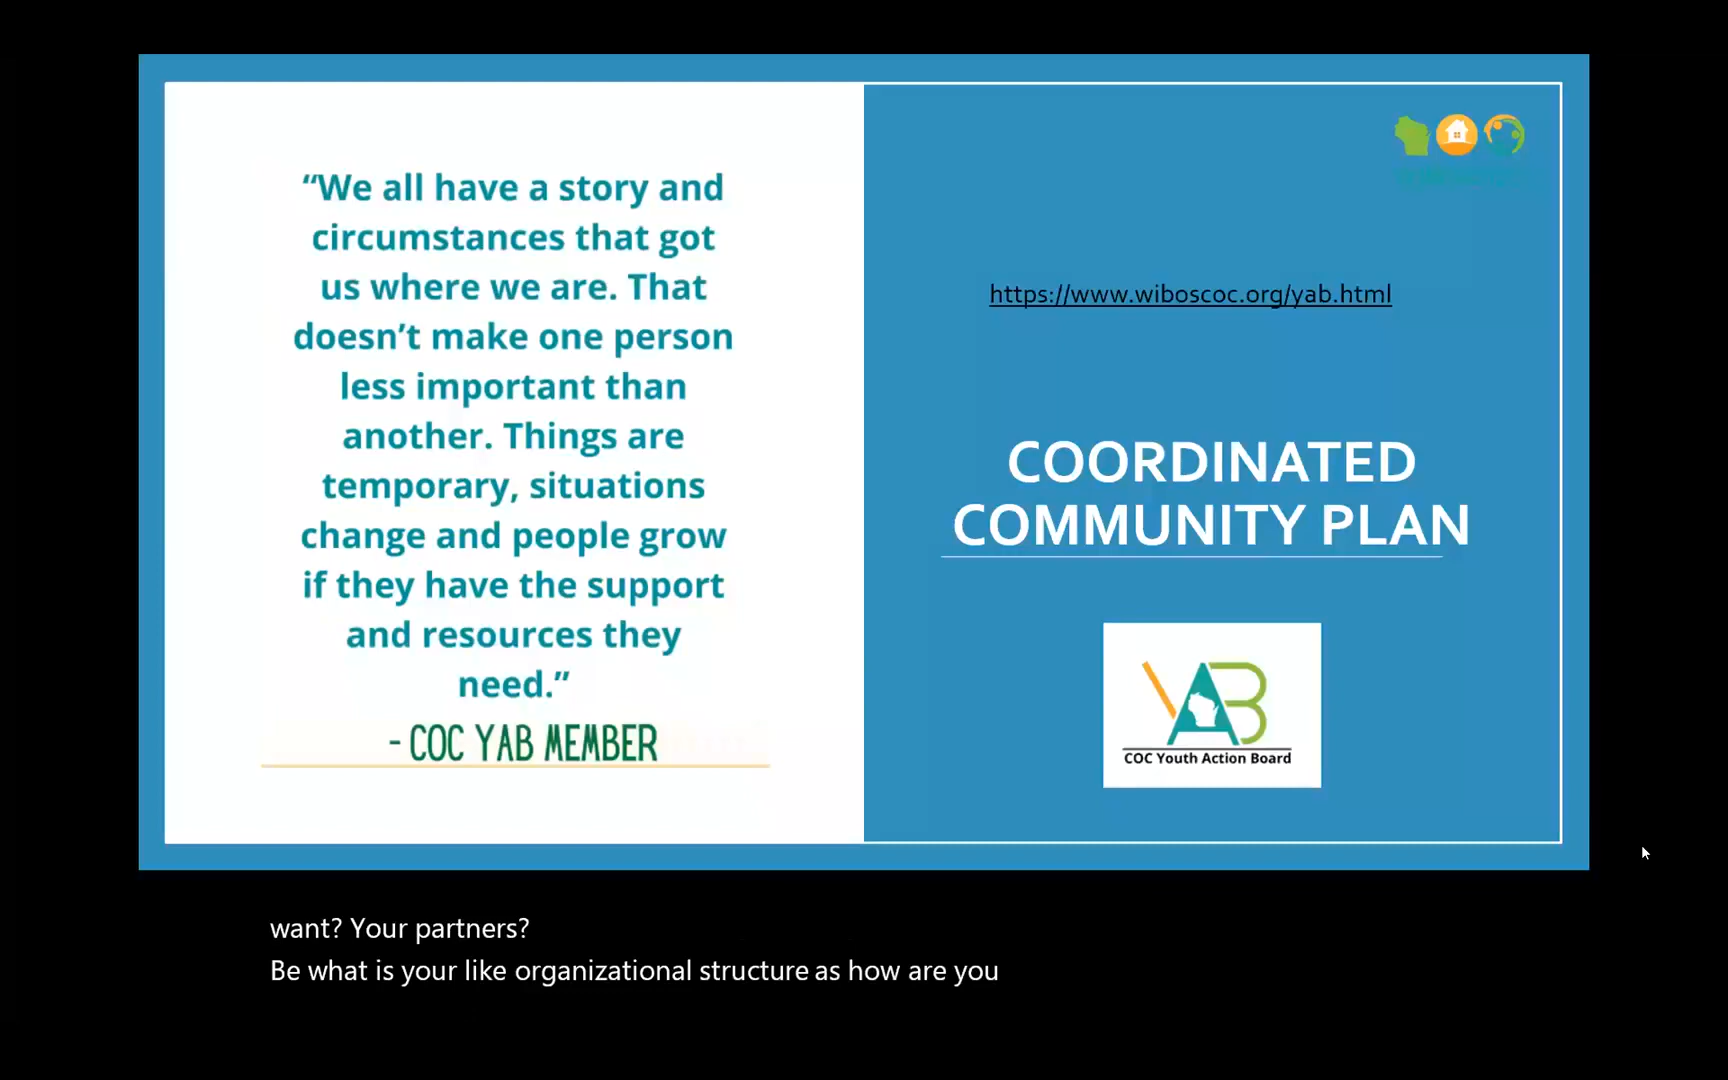 “We all have a story and
circumstances that got
us where we are. That
doesn’t make one person
less important than
another. Things are
temporary, situations
change and people grow
if they have the support
and resources they
need.”
- COC YAB MEMBER
https://www.wiboscoc.org/yab.html
COORDINATED
COMMUNITY PLAN
YAB
COC Youth Action Board
want? Your partners?
Be what is your like organizational structure as how are you